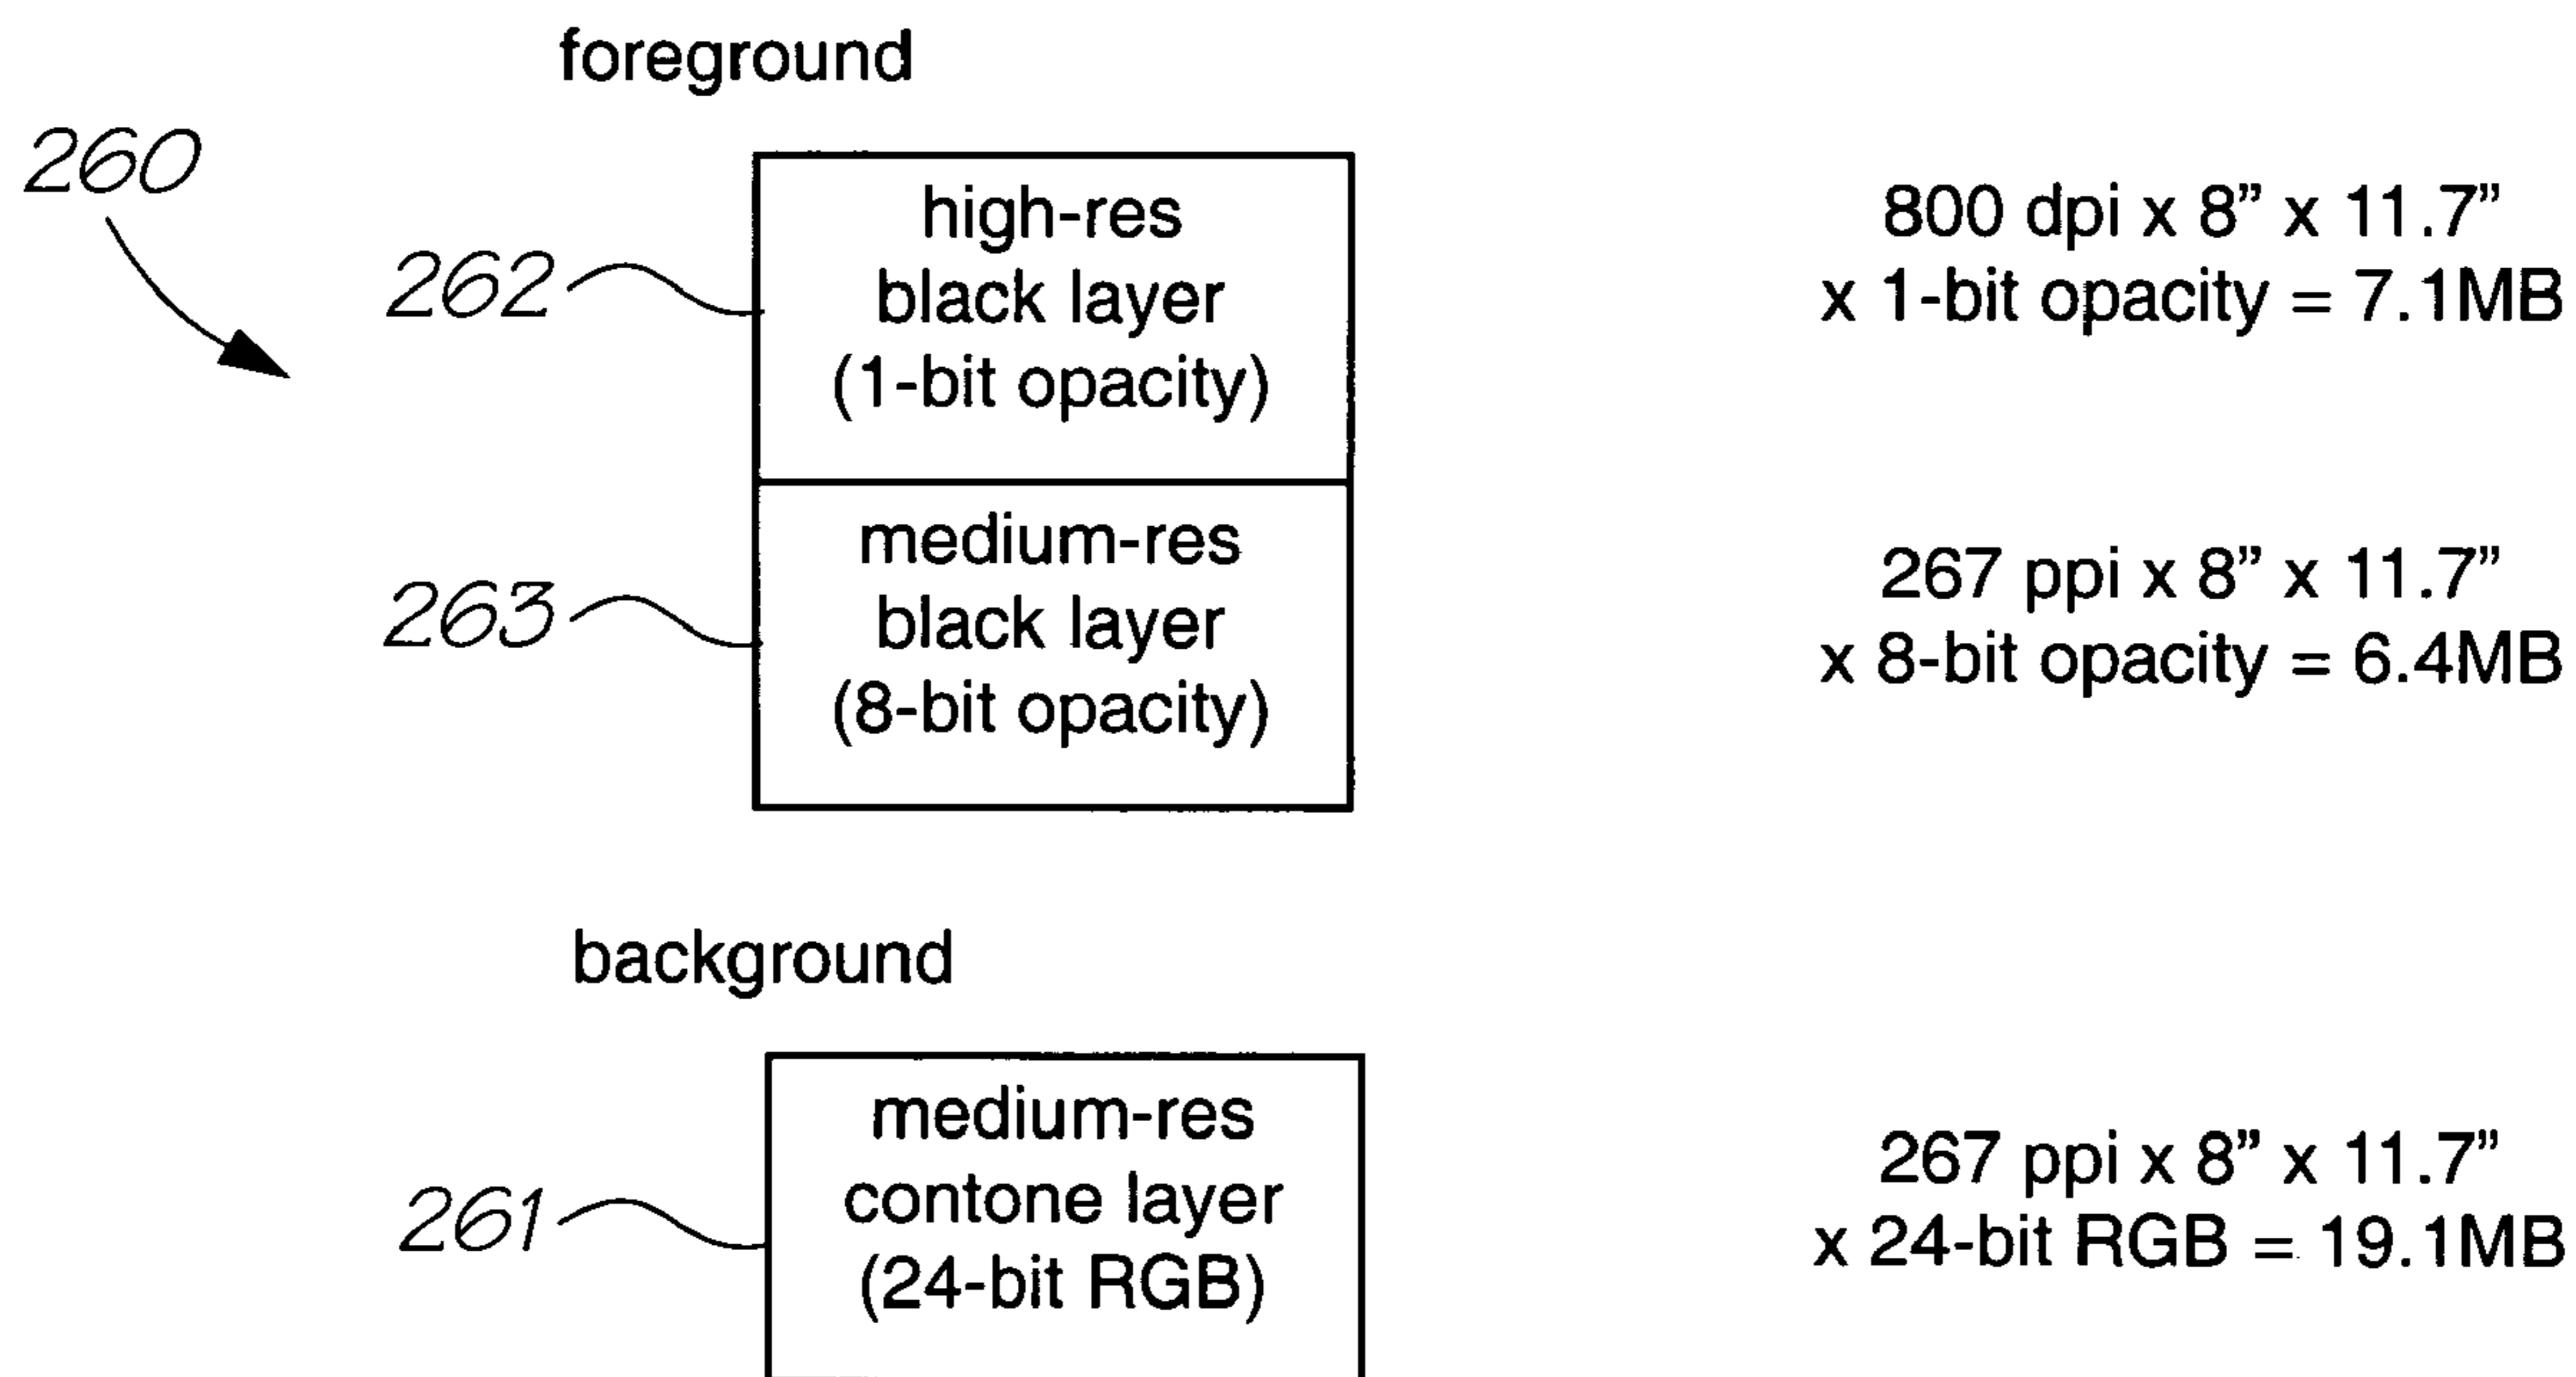 foreground
260
262
high-res
black layer
(1-bit opacity)
800 dpi x 8” x 11.7”
x 1-bit opacity = 7.1MB
263
medium-res
black layer
(8-bit opacity)
267 ppi x 8” x 11.7”
x 8-bit opacity = 6.4MB
background
261
medium-res
contone layer
(24-bit RGB)
267 ppi x 8” x 11.7”
x 24-bit RGB = 19.1MB